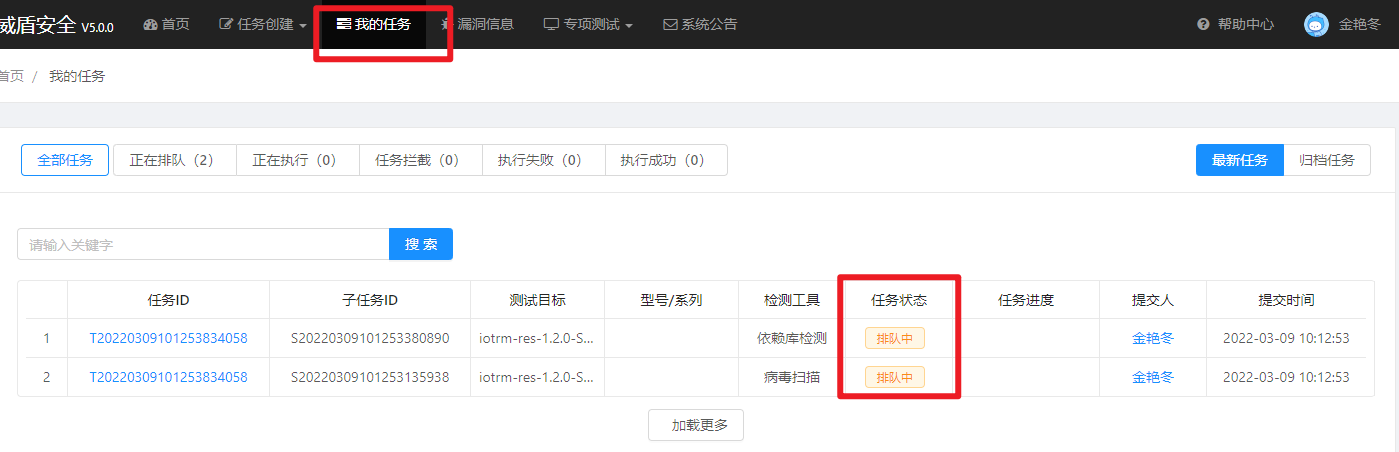 威盾安全 V5.0.0 首页 任务创建 我的任务 漏洞信息 专项测试 系统公告 帮助中心 金艳冬
首页 / 我的任务
全部任务 正在排队（2） 正在执行（0） 任务拦截（0） 执行失败（0） 执行成功（0） 最新任务 归档任务
请输入关键字 搜 索
任务ID 子任务ID 测试目标 型号/系列 检测工具 任务状态 任务进度 提交人 提交时间
1 T20220309101253834058 S20220309101253380890 iotrm-res-1.2.0-S... 依赖库检测 排队中 金艳冬 2022-03-09 10:12:53
2 T20220309101253834058 S20220309101253135938 iotrm-res-1.2.0-S... 病毒扫描 排队中 金艳冬 2022-03-09 10:12:53
加载更多